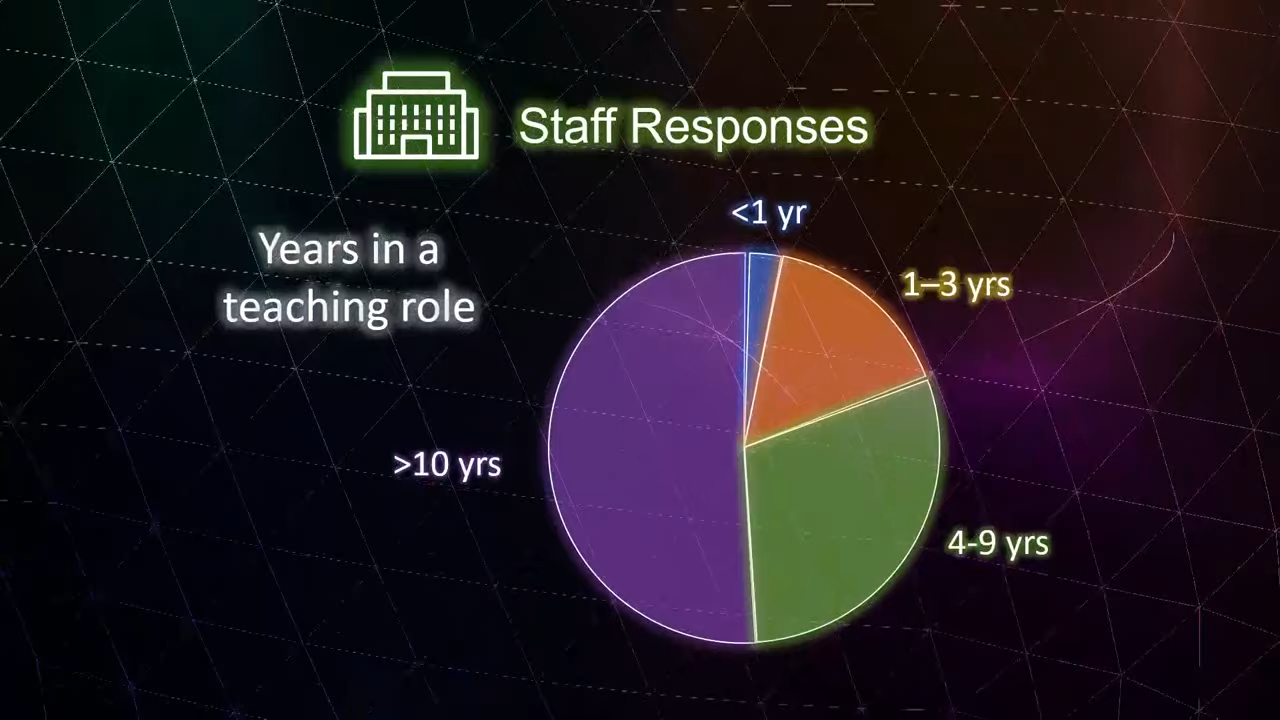 Staff Responses
Years in a
teaching role
<1 yr
1–3 yrs
4-9 yrs
>10 yrs